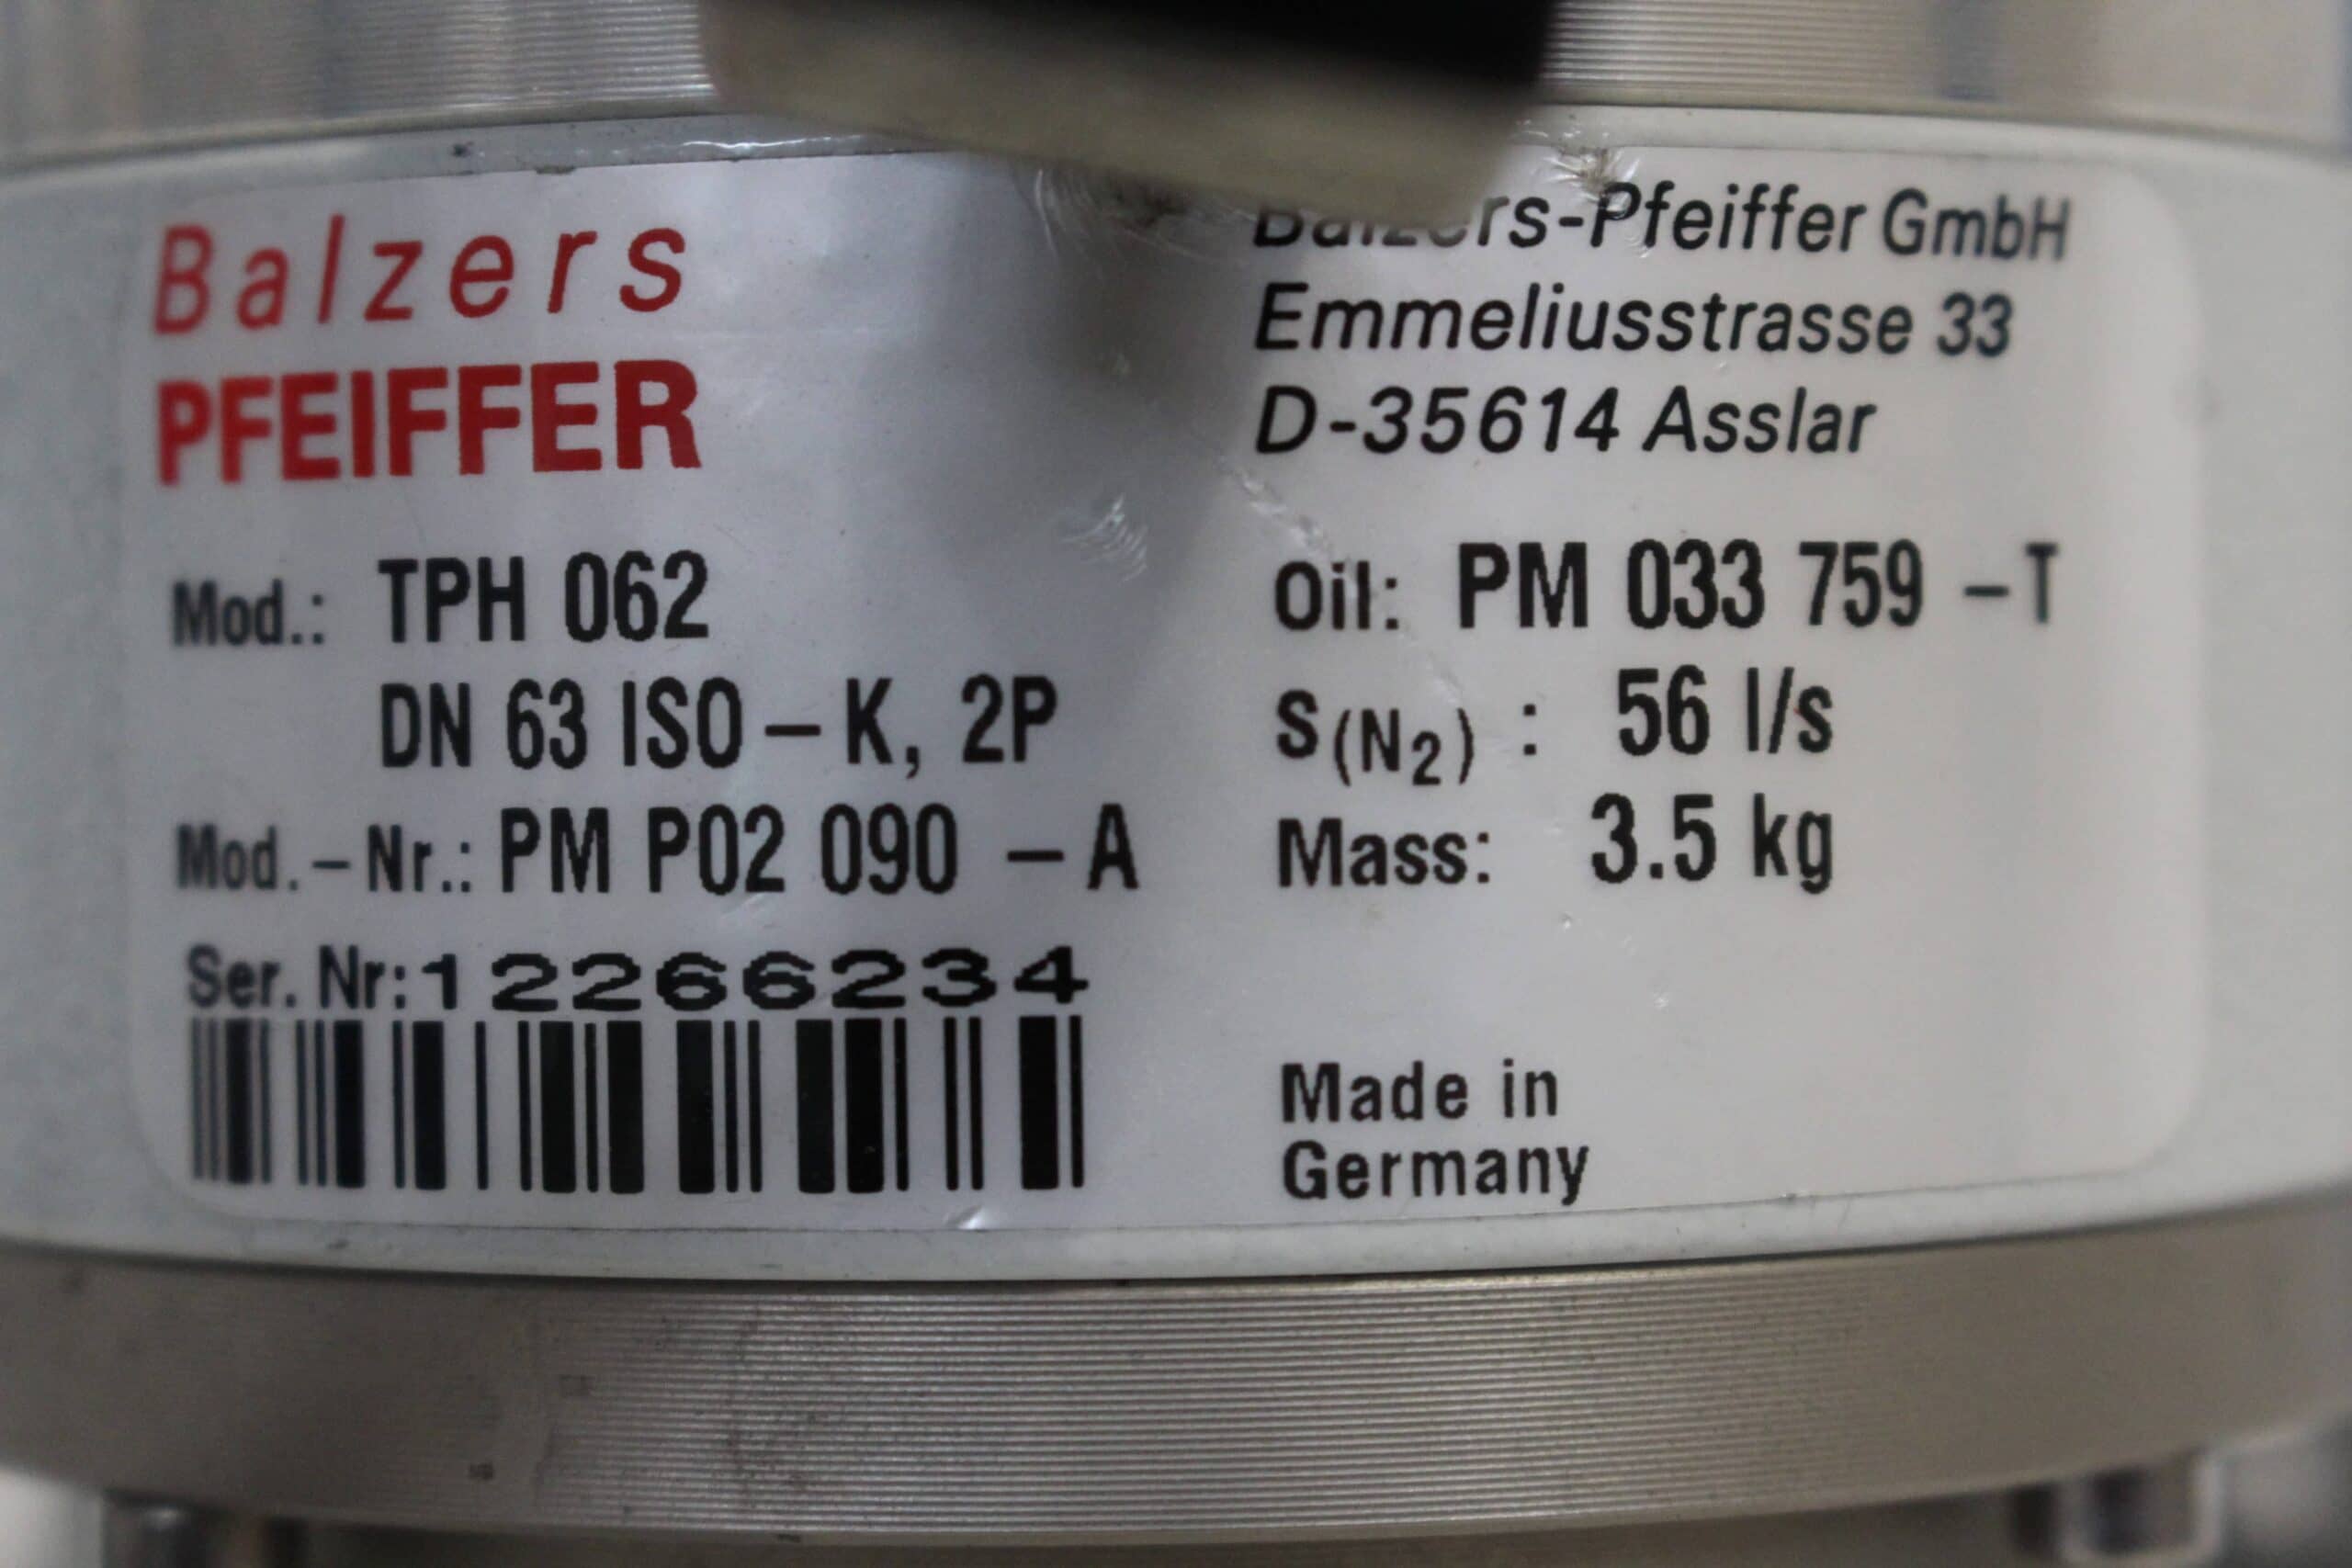 Balzers
PFEIFFER
Mod.: TPH 062
DN 63 ISO – K, 2P
Mod. – Nr.: PM P02 090 – A
Ser. Nr: 12266234
Balzers-Pfeiffer GmbH
Emmeliusstrasse 33
D-35614 Asslar
Oil: PM 033 759 – T
S(N2) : 56 l/s
Mass: 3.5 kg
Made in
Germany